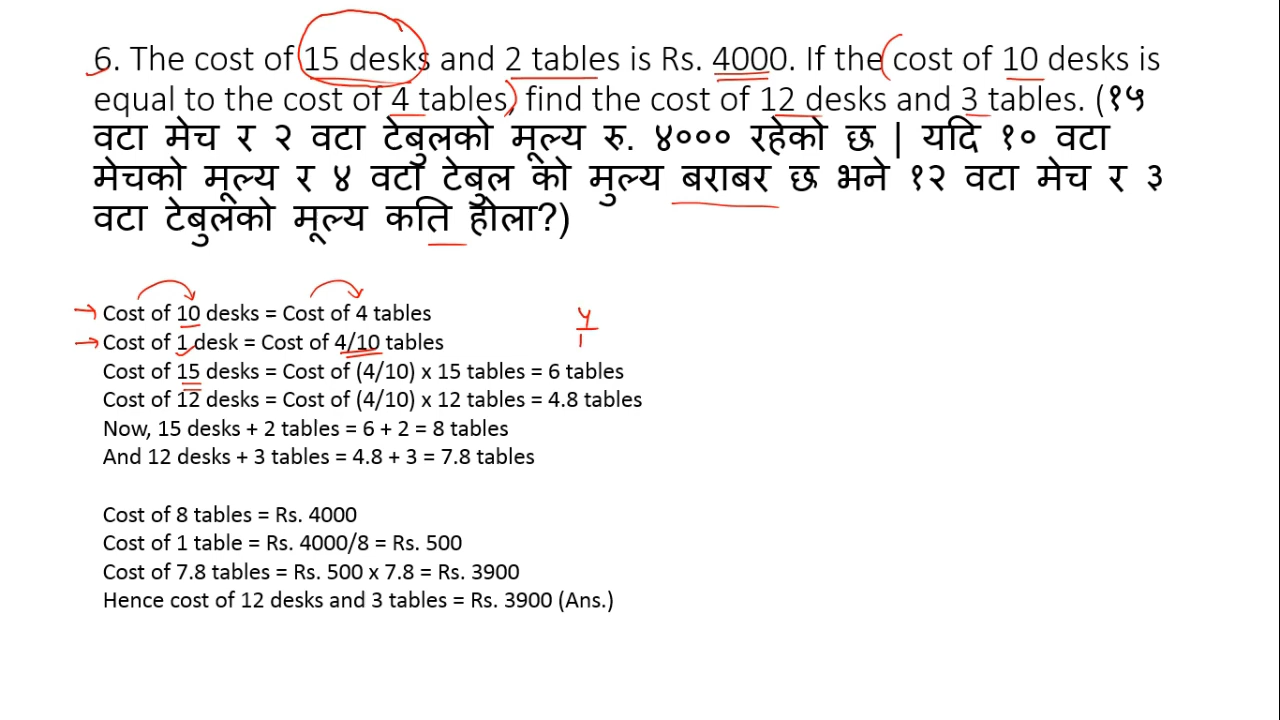 6. The cost of 15 desks and 2 tables is Rs. 4000. If the cost of 10 desks is
equal to the cost of 4 tables, find the cost of 12 desks and 3 tables. (१५
वटा मेच र २ वटा टेबुलको मूल्य रु. ४००० रहेको छ | यदि १० वटा
मेचको मूल्य र ४ वटा टेबुल को मुल्य बराबर छ भने १२ वटा मेच र ३
वटा टेबुलको मूल्य कति होला?)
Cost of 10 desks = Cost of 4 tables
Cost of 1 desk = Cost of 4/10 tables
Cost of 15 desks = Cost of (4/10) x 15 tables = 6 tables
Cost of 12 desks = Cost of (4/10) x 12 tables = 4.8 tables
Now, 15 desks + 2 tables = 6 + 2 = 8 tables
And 12 desks + 3 tables = 4.8 + 3 = 7.8 tables
Cost of 8 tables = Rs. 4000
Cost of 1 table = Rs. 4000/8 = Rs. 500
Cost of 7.8 tables = Rs. 500 x 7.8 = Rs. 3900
Hence cost of 12 desks and 3 tables = Rs. 3900 (Ans.)